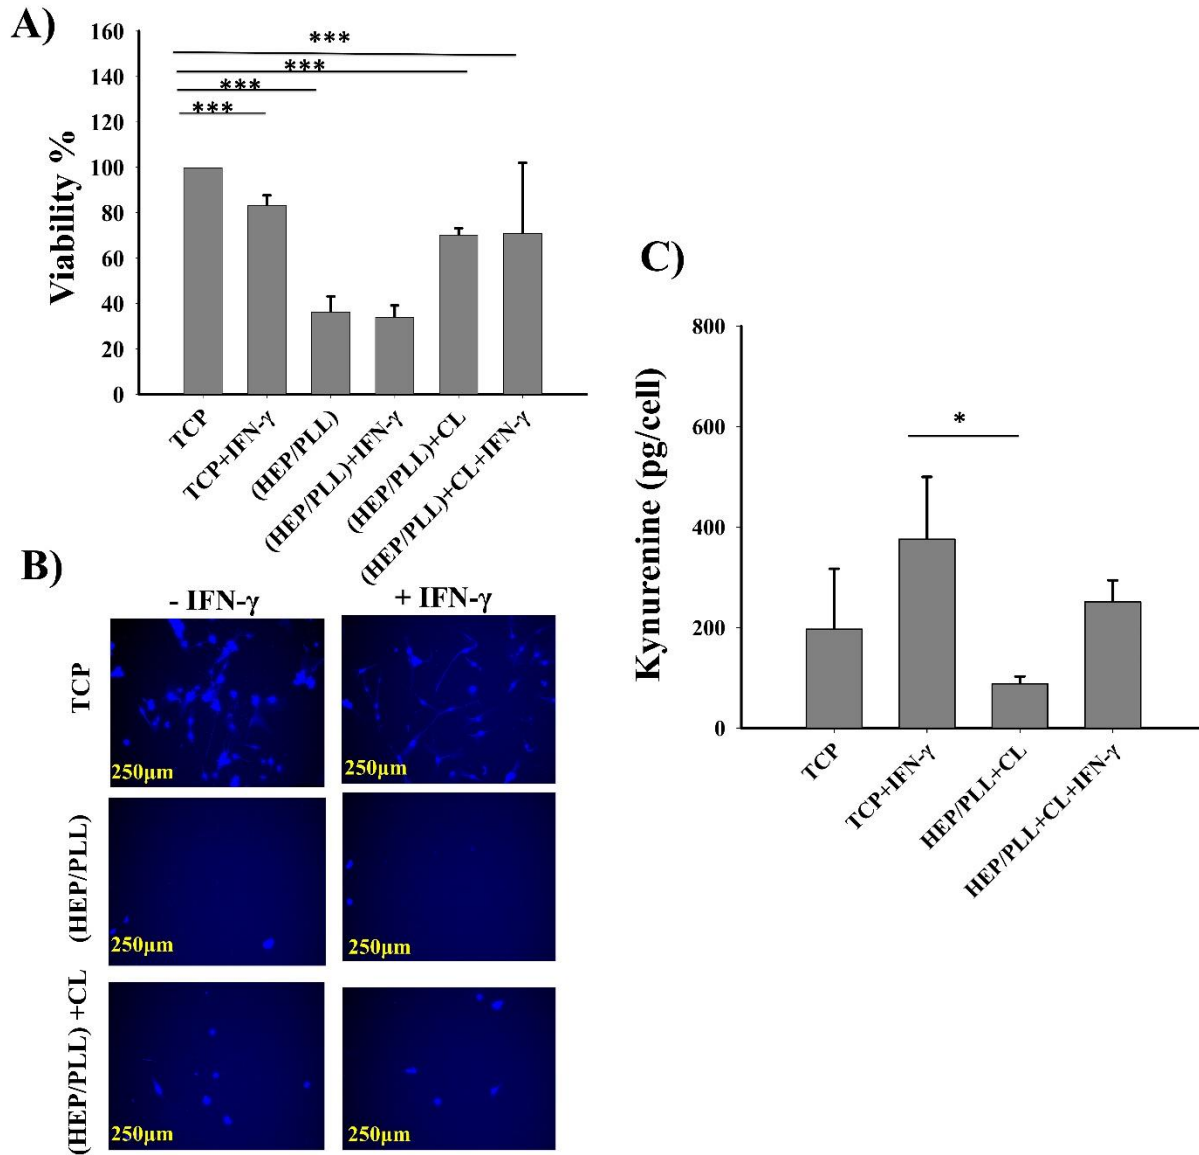 A)
160
140
120
100
80
60
40
20
0
Viability %
***
***
***
***
TCP
TCP+IFN-γ
(HEP/PLL)
(HEP/PLL)+IFN-γ
(HEP/PLL)+CL
(HEP/PLL)+CL+IFN-γ
B)
- IFN-γ
+ IFN-γ
TCP
250µm
250µm
(HEP/PLL)
250µm
250µm
(HEP/PLL) +CL
250µm
250µm
C)
800
600
400
200
0
Kynurenine (pg/cell)
*
TCP
TCP+IFN-γ
HEP/PLL+CL
HEP/PLL+CL+IFN-γ